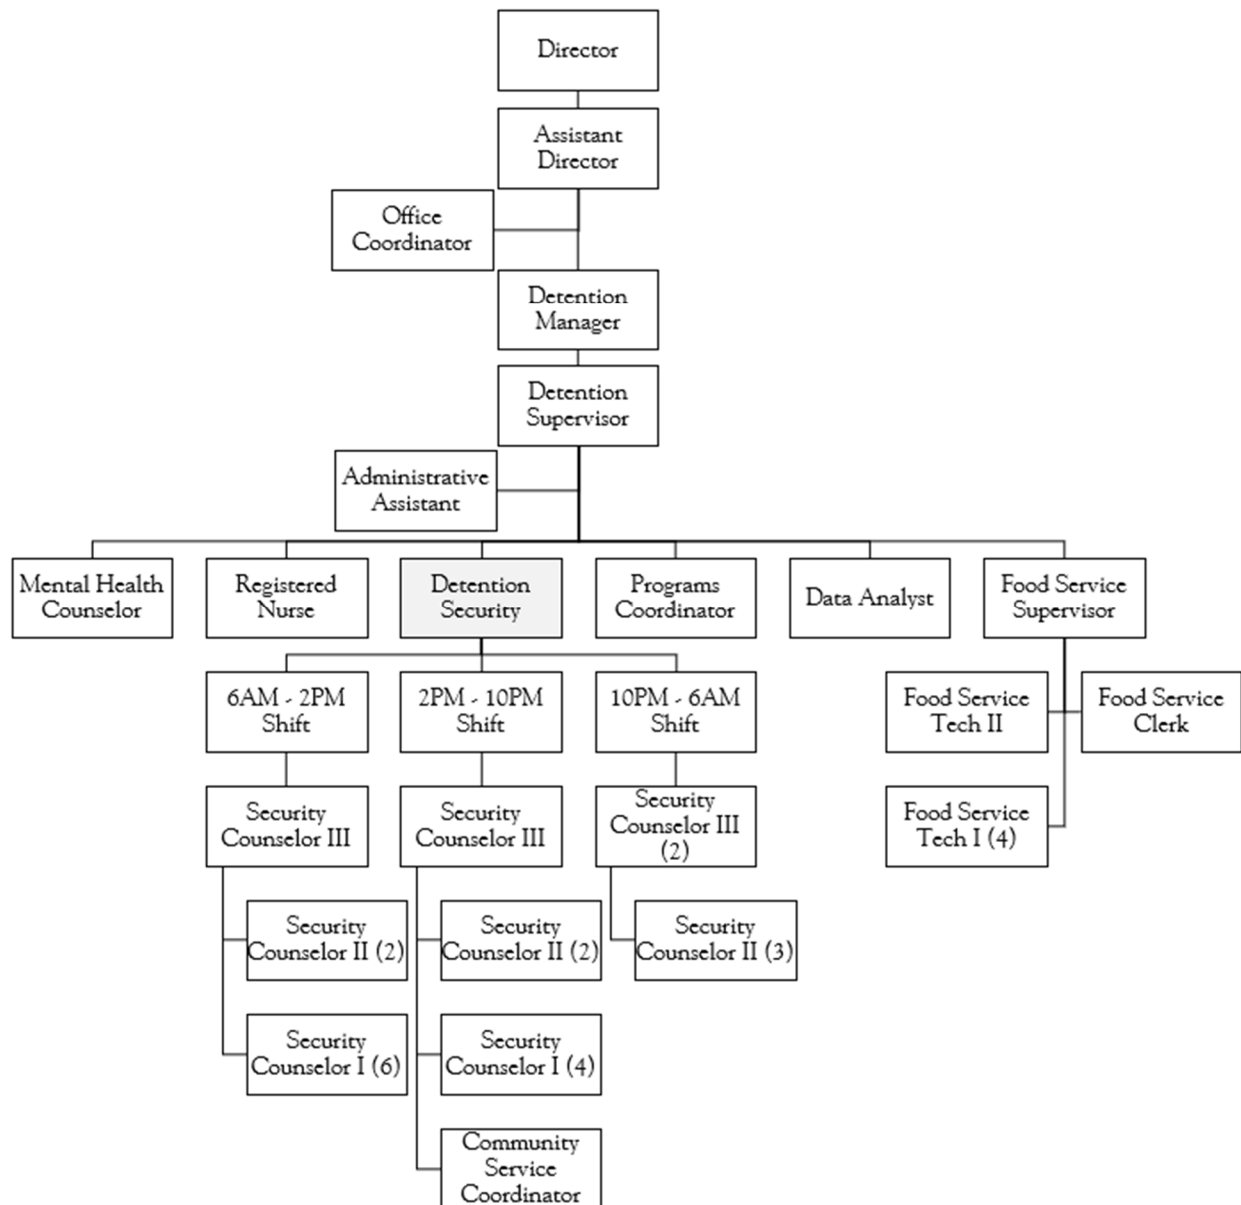 Director
Assistant
Director
Office
Coordinator
Detention
Manager
Detention
Supervisor
Administrative
Assistant
Mental Health
Counselor
Registered
Nurse
Detention
Security
Programs
Coordinator
Data Analyst
Food Service
Supervisor
6AM - 2PM
Shift
2PM - 10PM
Shift
10PM - 6AM
Shift
Food Service
Tech II
Food Service
Clerk
Security
Counselor III
Security
Counselor III
Security
Counselor III
(2)
Food Service
Tech I (4)
Security
Counselor II (2)
Security
Counselor II (2)
Security
Counselor II (3)
Security
Counselor I (6)
Security
Counselor I (4)
Community
Service
Coordinator